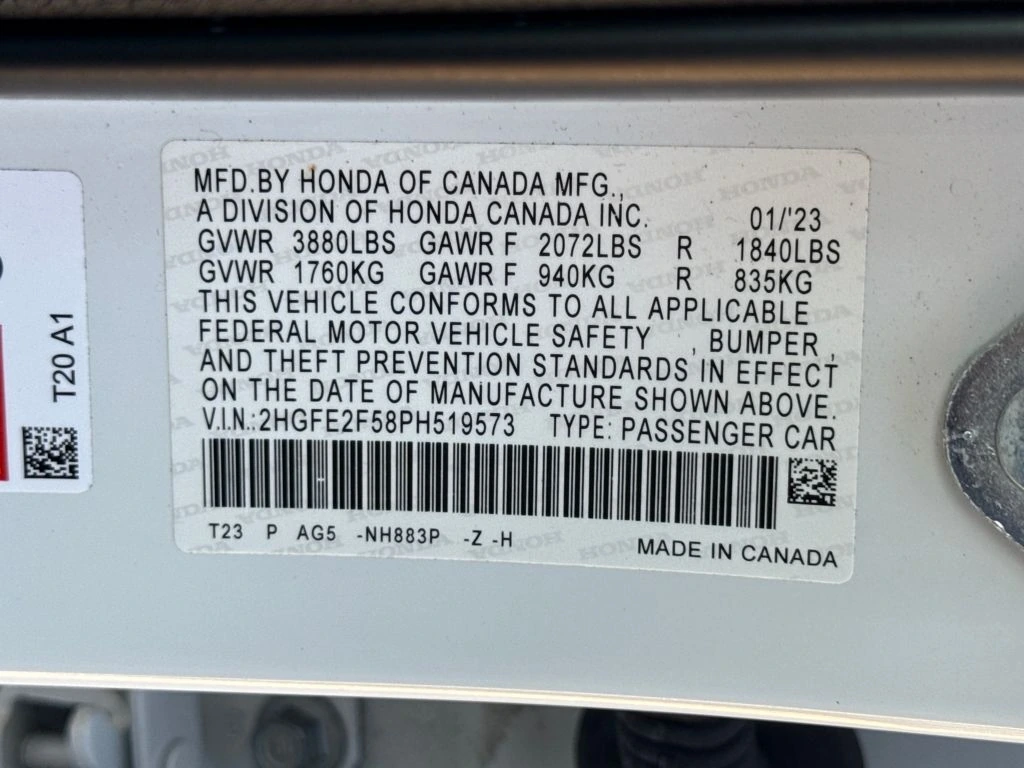 MFD.BY HONDA OF CANADA MFG.,
A DIVISION OF HONDA CANADA INC. 01/'23
GVWR 3880LBS GAWR F 2072LBS R 1840LBS
GVWR 1760KG GAWR F 940KG R 835KG
THIS VEHICLE CONFORMS TO ALL APPLICABLE
FEDERAL MOTOR VEHICLE SAFETY , BUMPER ,
AND THEFT PREVENTION STANDARDS IN EFFECT
ON THE DATE OF MANUFACTURE SHOWN ABOVE.
V.I.N.:2HGFE2F58PH519573 TYPE: PASSENGER CAR
T23 P AG5 -NH883P -Z -H
MADE IN CANADA
T20 A1